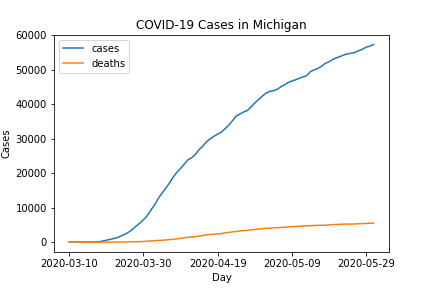 COVID-19 Cases in Michigan
cases
deaths
60000
50000
40000
30000
20000
10000
0
Cases
2020-03-10 2020-03-30 2020-04-19 2020-05-09 2020-05-29
Day